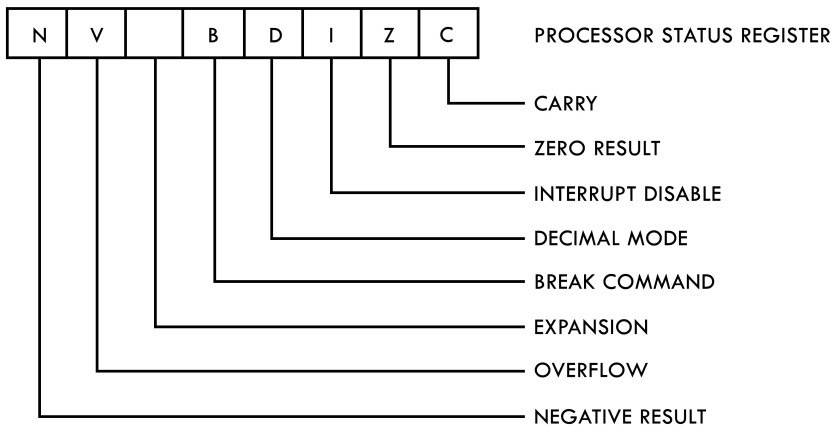 N V B D I Z C PROCESSOR STATUS REGISTER
CARRY
ZERO RESULT
INTERRUPT DISABLE
DECIMAL MODE
BREAK COMMAND
EXPANSION
OVERFLOW
NEGATIVE RESULT